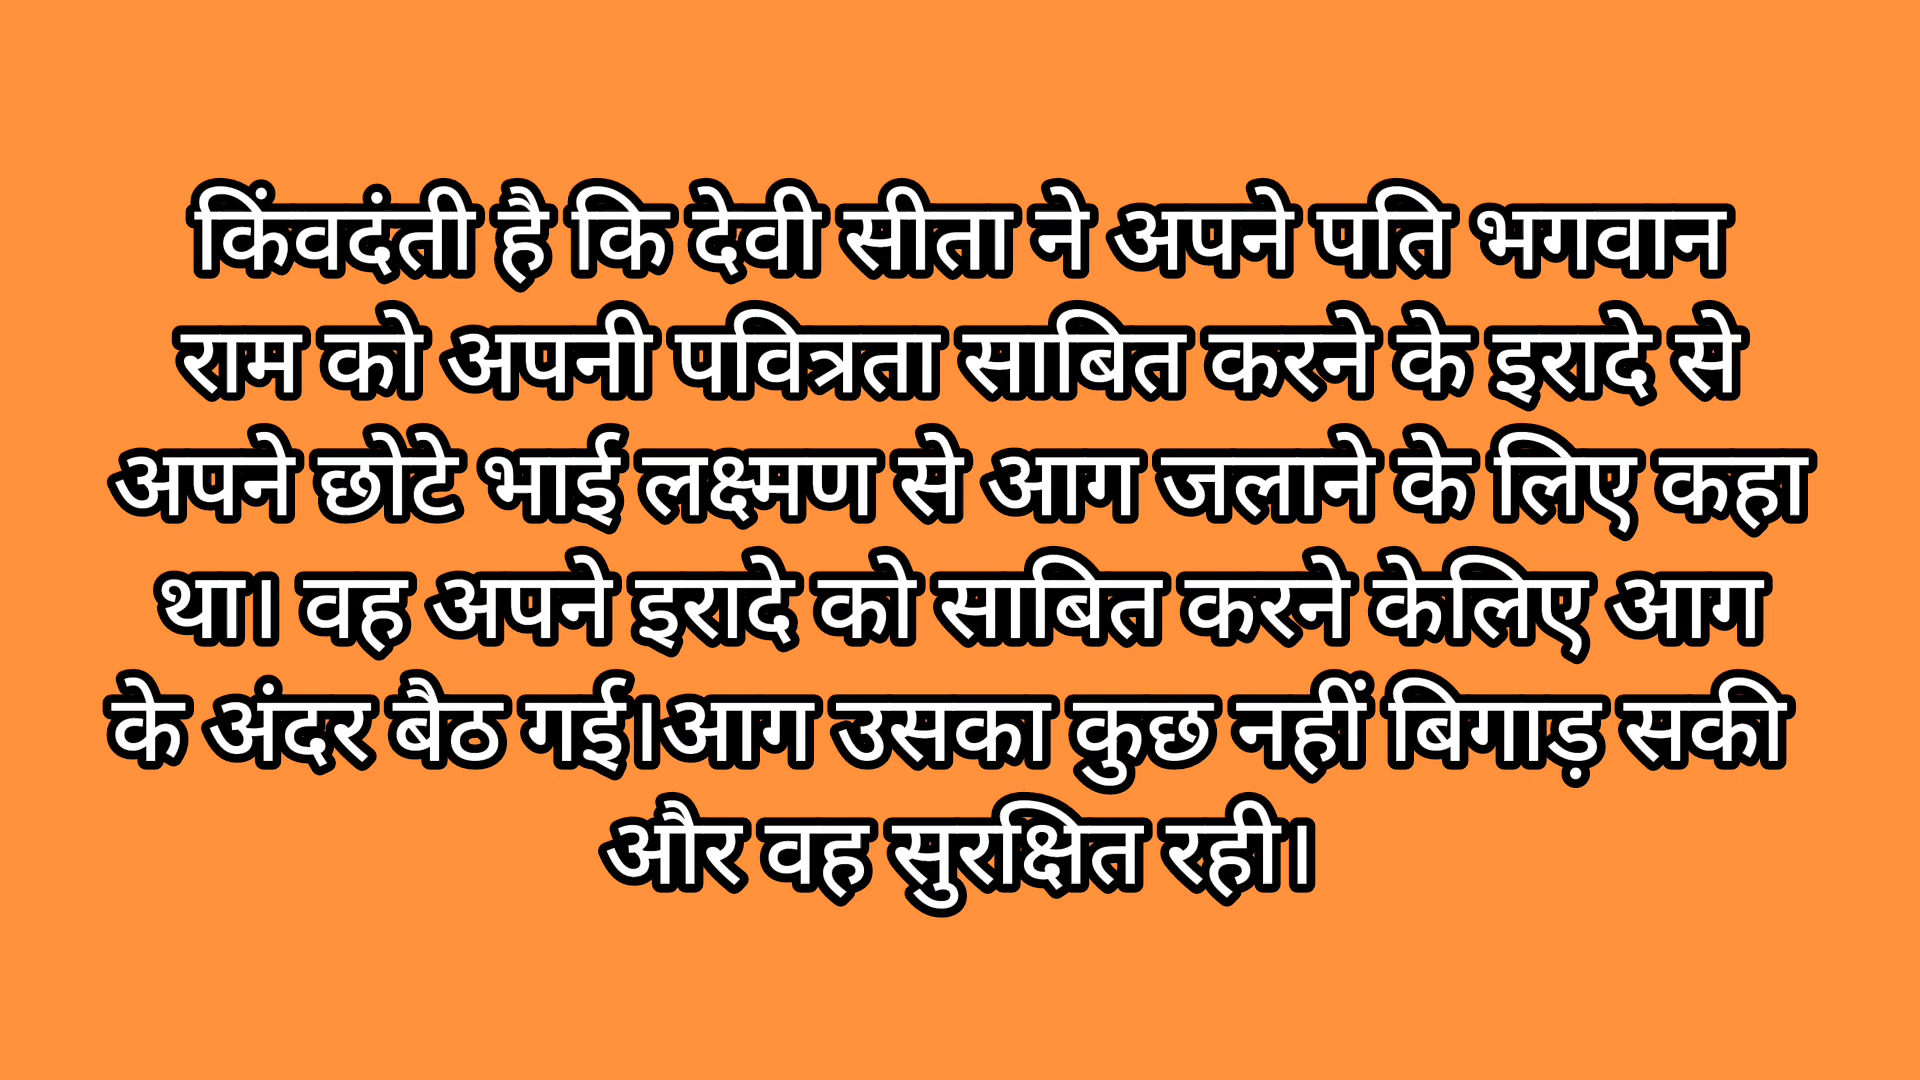 किंवदंती है कि देवी सीता ने अपने पति भगवान
राम को अपनी पवित्रता साबित करने के इरादे से
अपने छोटे भाई लक्ष्मण से आग जलाने के लिए कहा
था। वह अपने इरादे को साबित करने केलिए आग
के अंदर बैठ गई।आग उसका कुछ नहीं बिगाड़ सकी
और वह सुरक्षित रही।